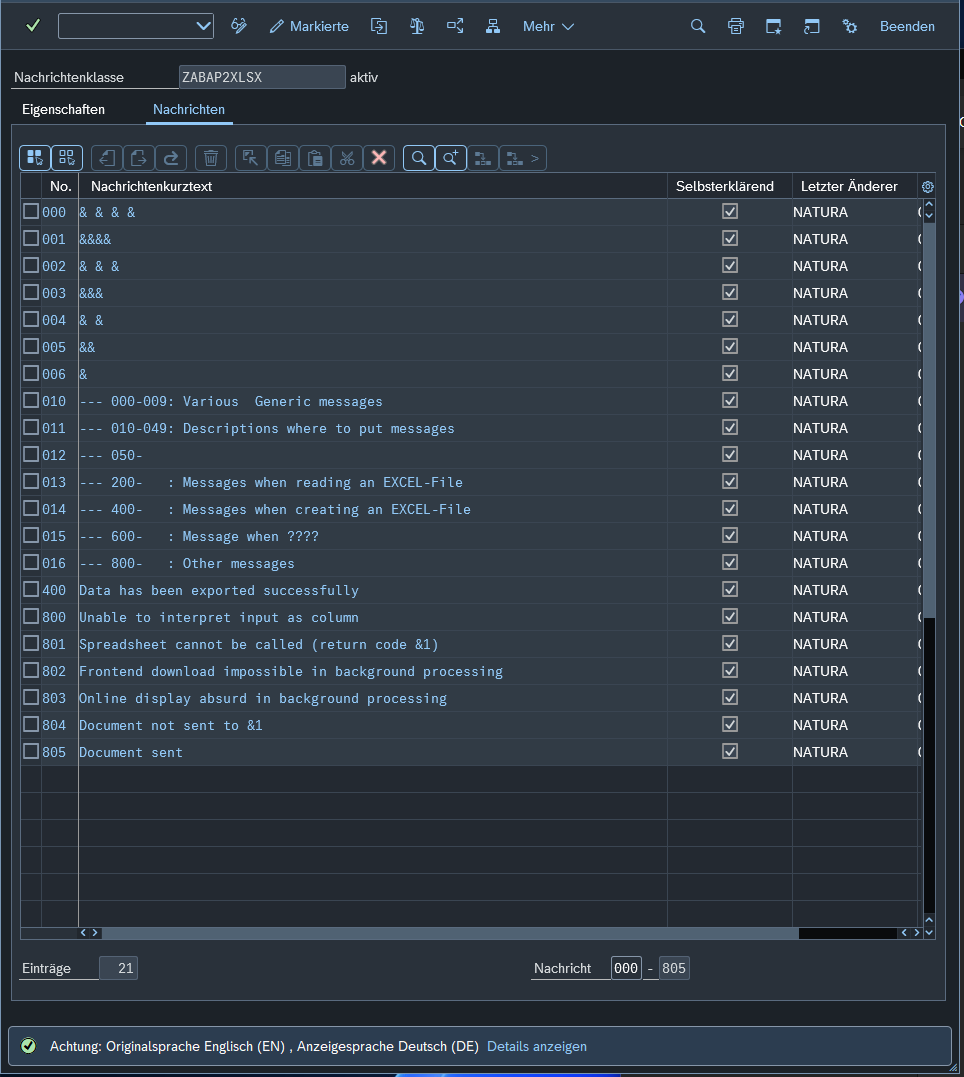 Markierte Mehr Beenden
Nachrichtenklasse ZABAP2XLSX aktiv
Eigenschaften Nachrichten
No. Nachrichtenkurztext Selbsterklärend Letzter Änderer
000 & & & & NATURA
001 &&&& NATURA
002 & & & NATURA
003 &&& NATURA
004 & & NATURA
005 && NATURA
006 & NATURA
010 --- 000-009: Various  Generic messages NATURA
011 --- 010-049: Descriptions where to put messages NATURA
012 --- 050- NATURA
013 --- 200-   : Messages when reading an EXCEL-File NATURA
014 --- 400-   : Messages when creating an EXCEL-File NATURA
015 --- 600-   : Message when ???? NATURA
016 --- 800-   : Other messages NATURA
400 Data has been exported successfully NATURA
800 Unable to interpret input as column NATURA
801 Spreadsheet cannot be called (return code &1) NATURA
802 Frontend download impossible in background processing NATURA
803 Online display absurd in background processing NATURA
804 Document not sent to &1 NATURA
805 Document sent NATURA
Einträge 21 Nachricht 000 - 805
Achtung: Originalsprache Englisch (EN) , Anzeigesprache Deutsch (DE) Details anzeigen